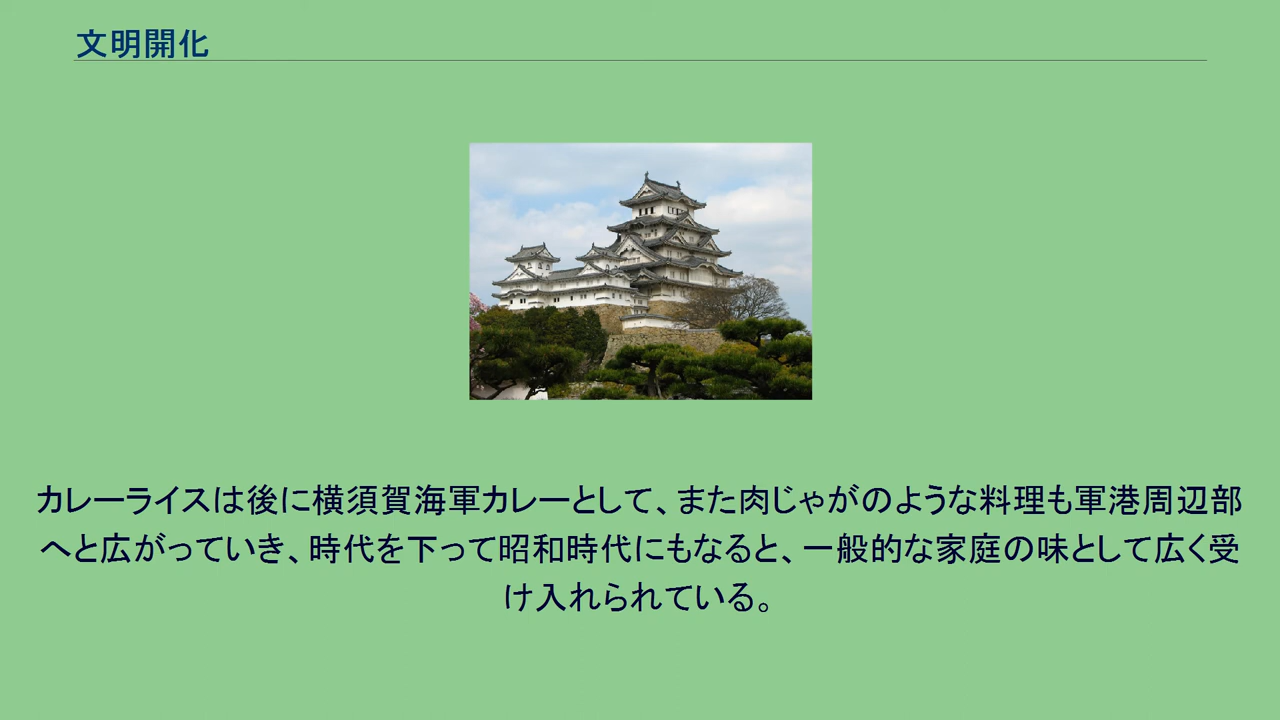 文明開化
カレーライスは後に横須賀海軍カレーとして、また肉じゃがのような料理も軍港周辺部
へと広がっていき、時代を下って昭和時代にもなると、一般的な家庭の味として広く受
け入れられている。